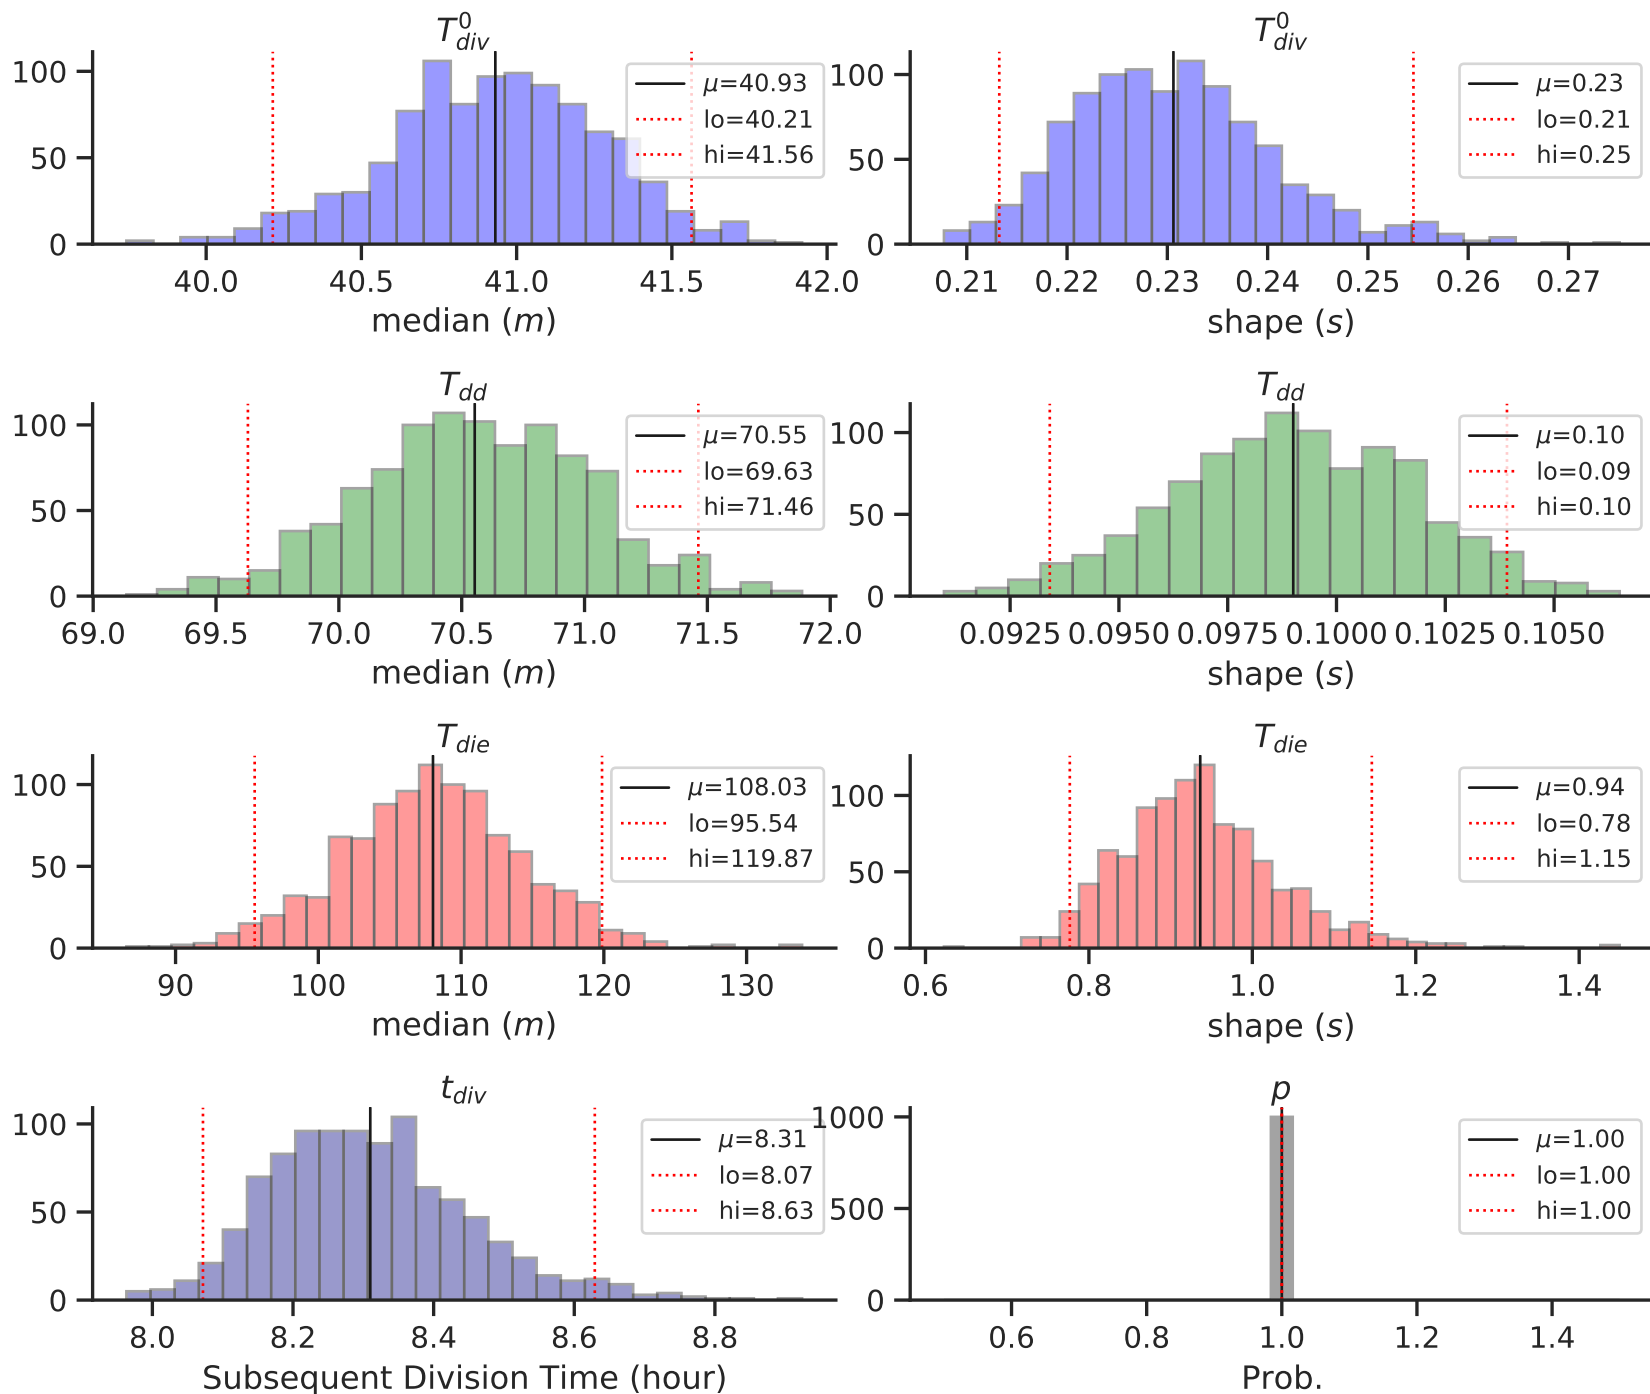 T⁰div
100
50
0
μ=40.93
lo=40.21
hi=41.56
40.0 40.5 41.0 41.5 42.0
median (m)
T⁰div
100
50
0
μ=0.23
lo=0.21
hi=0.25
0.21 0.22 0.23 0.24 0.25 0.26 0.27
shape (s)
Tdd
100
50
0
μ=70.55
lo=69.63
hi=71.46
69.0 69.5 70.0 70.5 71.0 71.5 72.0
median (m)
Tdd
100
50
0
μ=0.10
lo=0.09
hi=0.10
0.0925 0.0950 0.0975 0.1000 0.1025 0.1050
shape (s)
Tdie
100
50
0
μ=108.03
lo=95.54
hi=119.87
90 100 110 120 130
median (m)
Tdie
100
50
0
μ=0.94
lo=0.78
hi=1.15
0.6 0.8 1.0 1.2 1.4
shape (s)
tdiv
100
50
0
μ=8.31
lo=8.07
hi=8.63
8.0 8.2 8.4 8.6 8.8
Subsequent Division Time (hour)
p
1000
500
0
μ=1.00
lo=1.00
hi=1.00
0.6 0.8 1.0 1.2 1.4
Prob.